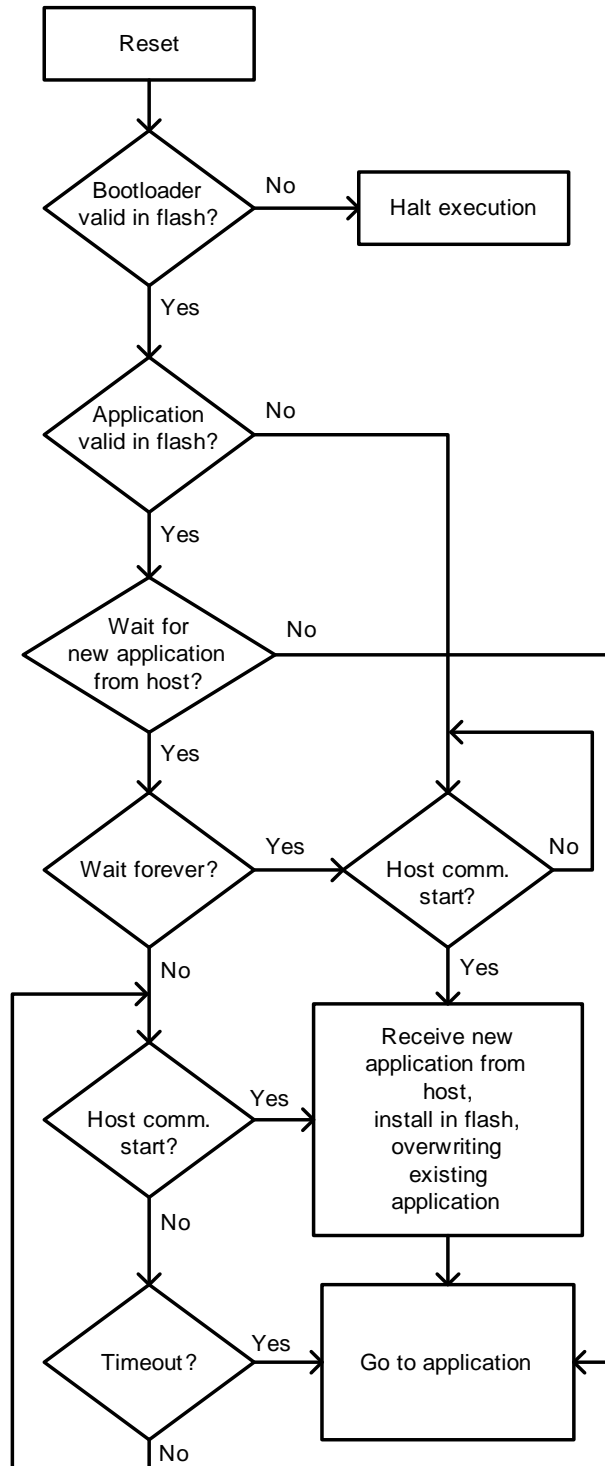 Reset
Bootloader
valid in flash?
No
Halt execution
Yes
Application
valid in flash?
No
Yes
Wait for
new application
from host?
No
Yes
Wait forever?
Yes
Host comm.
start?
No
No
Yes
Receive new
application from
host,
install in flash,
overwriting
existing
application
Host comm.
start?
Yes
No
Timeout?
Yes
Go to application
No